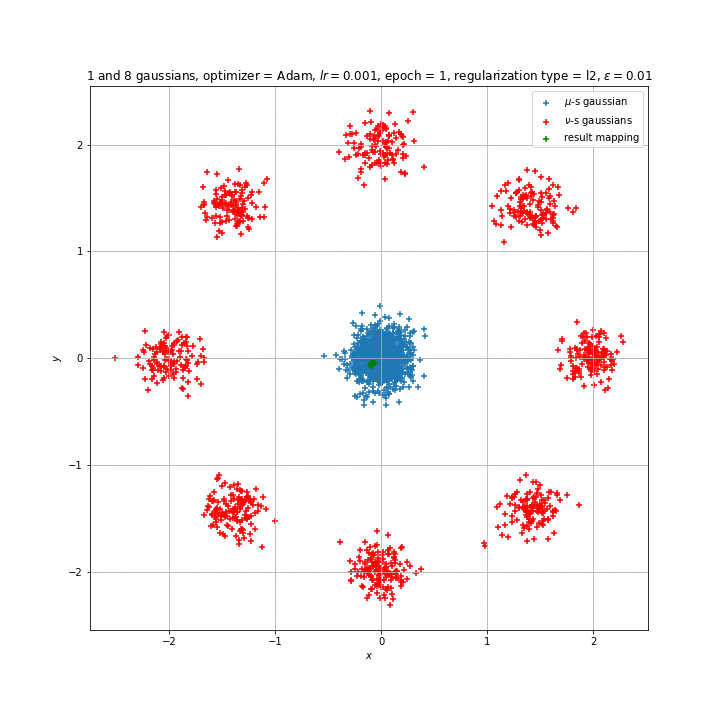 1 and 8 gaussians, optimizer = Adam, lr = 0.001, epoch = 1, regularization type = l2, ε = 0.01
μ-s gaussian
ν-s gaussians
result mapping
2
1
0
−1
−2
y
−2
−1
0
1
2
x